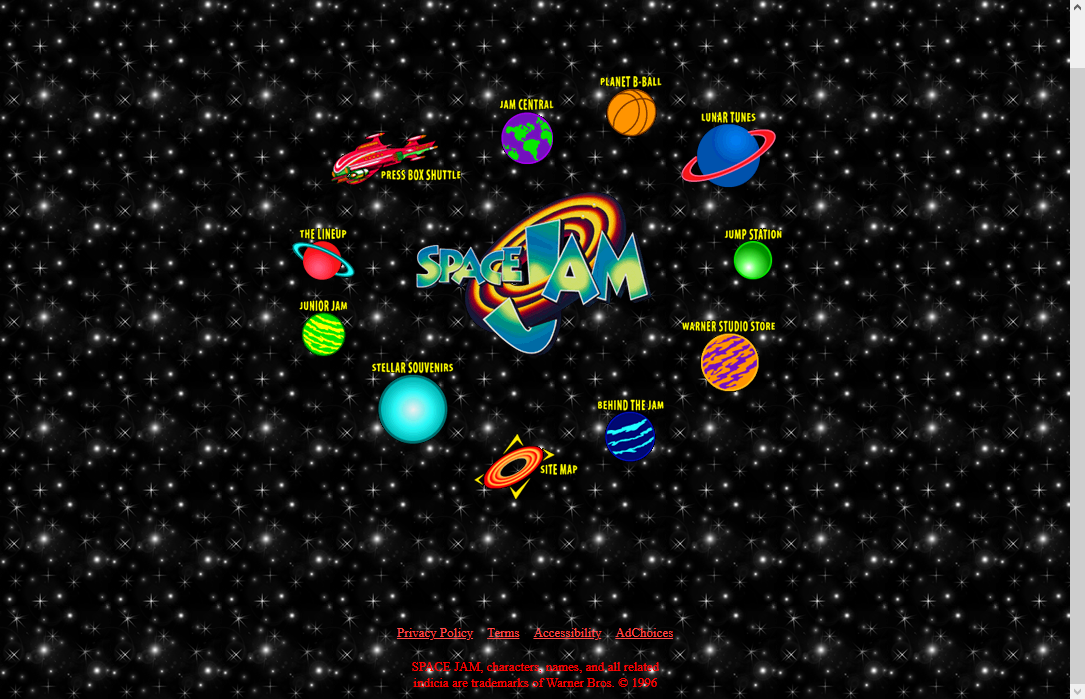 PLANET B-BALL
JAM CENTRAL
LUNAR TUNES
PRESS BOX SHUTTLE
THE LINEUP
JUMP STATION
SPACE JAM
JUNIOR JAM
WARNER STUDIO STORE
STELLAR SOUVENIRS
BEHIND THE JAM
SITE MAP
Privacy Policy Terms Accessibility AdChoices
SPACE JAM, characters, names, and all related
indicia are trademarks of Warner Bros. © 1996